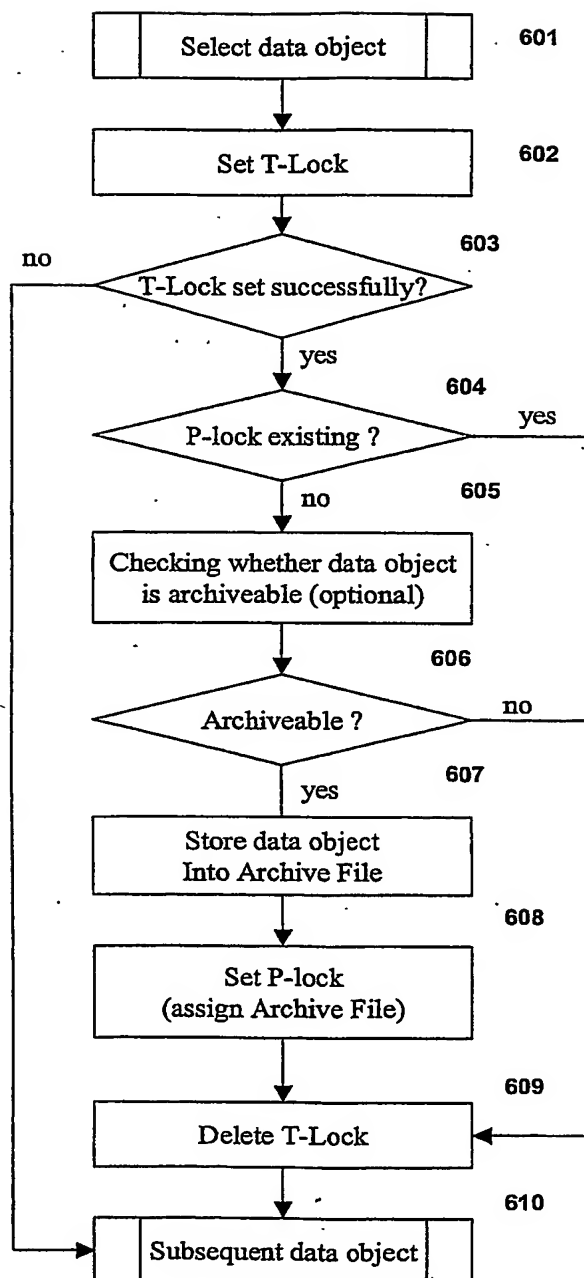 Select data object
601
Set T-Lock
602
603
no
T-Lock set successfully?
yes
604
P-lock existing ?
yes
605
no
Checking whether data object
is archiveable (optional)
606
Archiveable ?
no
607
yes
Store data object
Into Archive File
608
Set P-lock
(assign Archive File)
609
Delete T-Lock
610
Subsequent data object